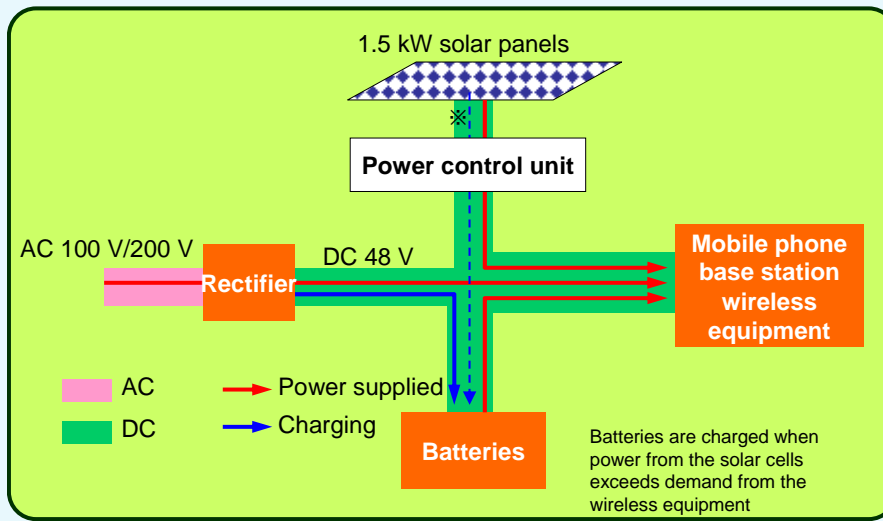 1.5 kW solar panels
※
Power control unit
AC 100 V/200 V
Rectifier
DC 48 V
Mobile phone
base station
wireless
equipment
AC
DC
Power supplied
Charging
Batteries
Batteries are charged when
power from the solar cells
exceeds demand from the
wireless equipment